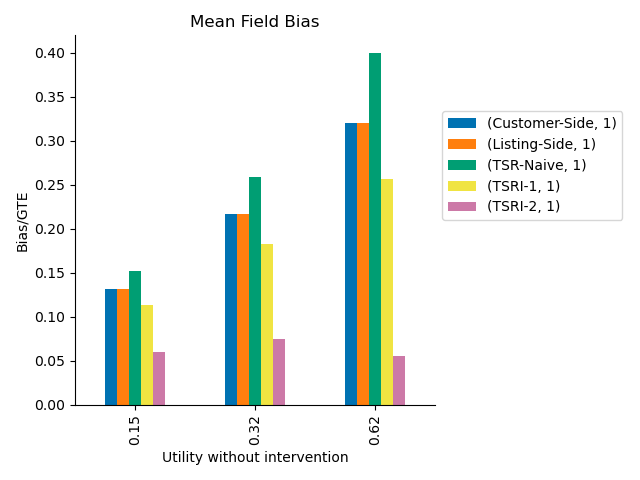 Mean Field Bias
Bias/GTE
0.40
0.35
0.30
0.25
0.20
0.15
0.10
0.05
0.00
0.15
0.32
0.62
Utility without intervention
(Customer-Side, 1)
(Listing-Side, 1)
(TSR-Naive, 1)
(TSRI-1, 1)
(TSRI-2, 1)